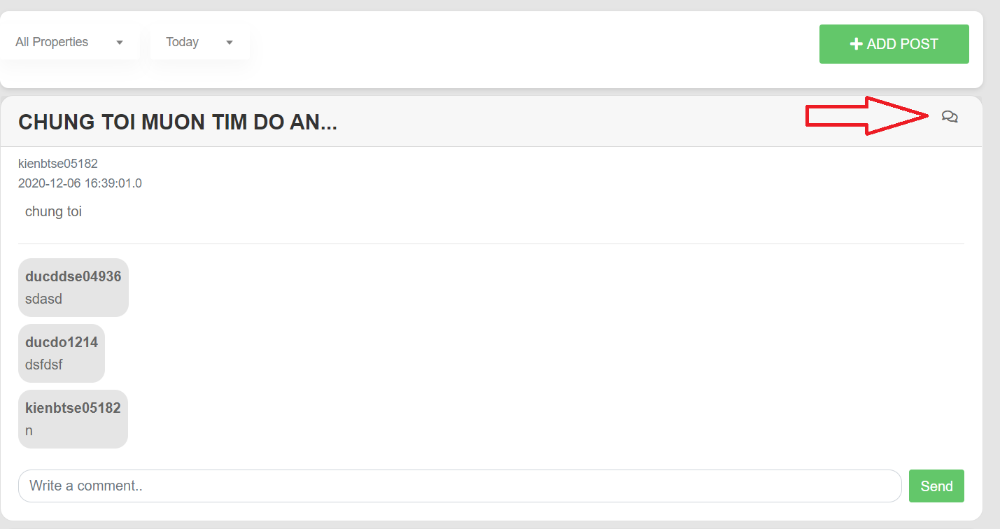 All Properties
Today
ADD POST
CHUNG TOI MUON TIM DO AN...
kienbtse05182
2020-12-06 16:39:01.0
chung toi
ducddse04936
sdasd
ducdo1214
dsfdsf
kienbtse05182
n
Write a comment..
Send